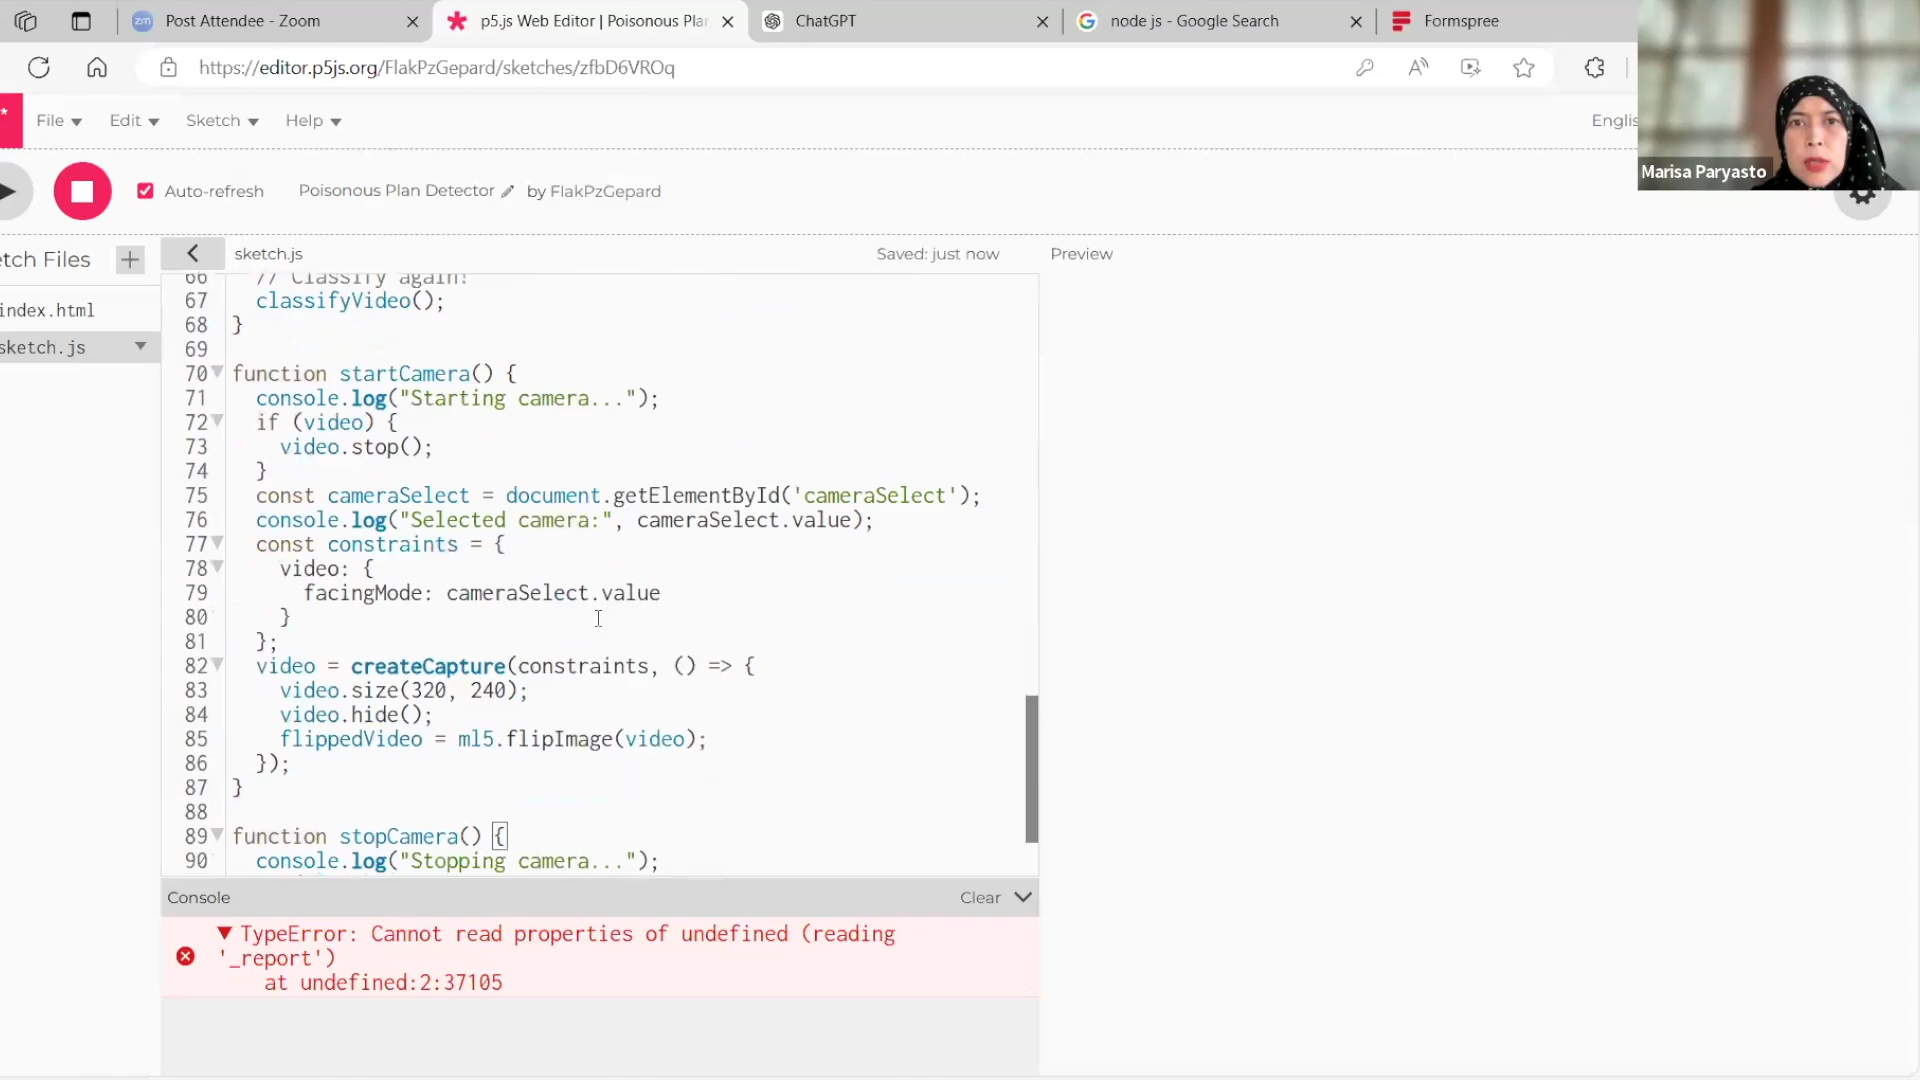 zm Post Attendee - Zoom
p5.js Web Editor | Poisonous Plan
ChatGPT
node js - Google Search
Formspree
https://editor.p5js.org/FlakPzGepard/sketches/zfbD6VROq
File
Edit
Sketch
Help
Englis
Marisa Paryasto
Auto-refresh
Poisonous Plan Detector
by FlakPzGepard
etch Files
sketch.js
Saved: just now
Preview
index.html
sketch.js
66 // Classify again!
67 classifyVideo();
68 }
69
70 function startCamera() {
71 console.log("Starting camera...");
72 if (video) {
73 video.stop();
74 }
75 const cameraSelect = document.getElementById('cameraSelect');
76 console.log("Selected camera:", cameraSelect.value);
77 const constraints = {
78 video: {
79 facingMode: cameraSelect.value
80 }
81 };
82 video = createCapture(constraints, () => {
83 video.size(320, 240);
84 video.hide();
85 flippedVideo = ml5.flipImage(video);
86 });
87 }
88
89 function stopCamera() {
90 console.log("Stopping camera...");
Console
Clear
TypeError: Cannot read properties of undefined (reading
'_report')
at undefined:2:37105